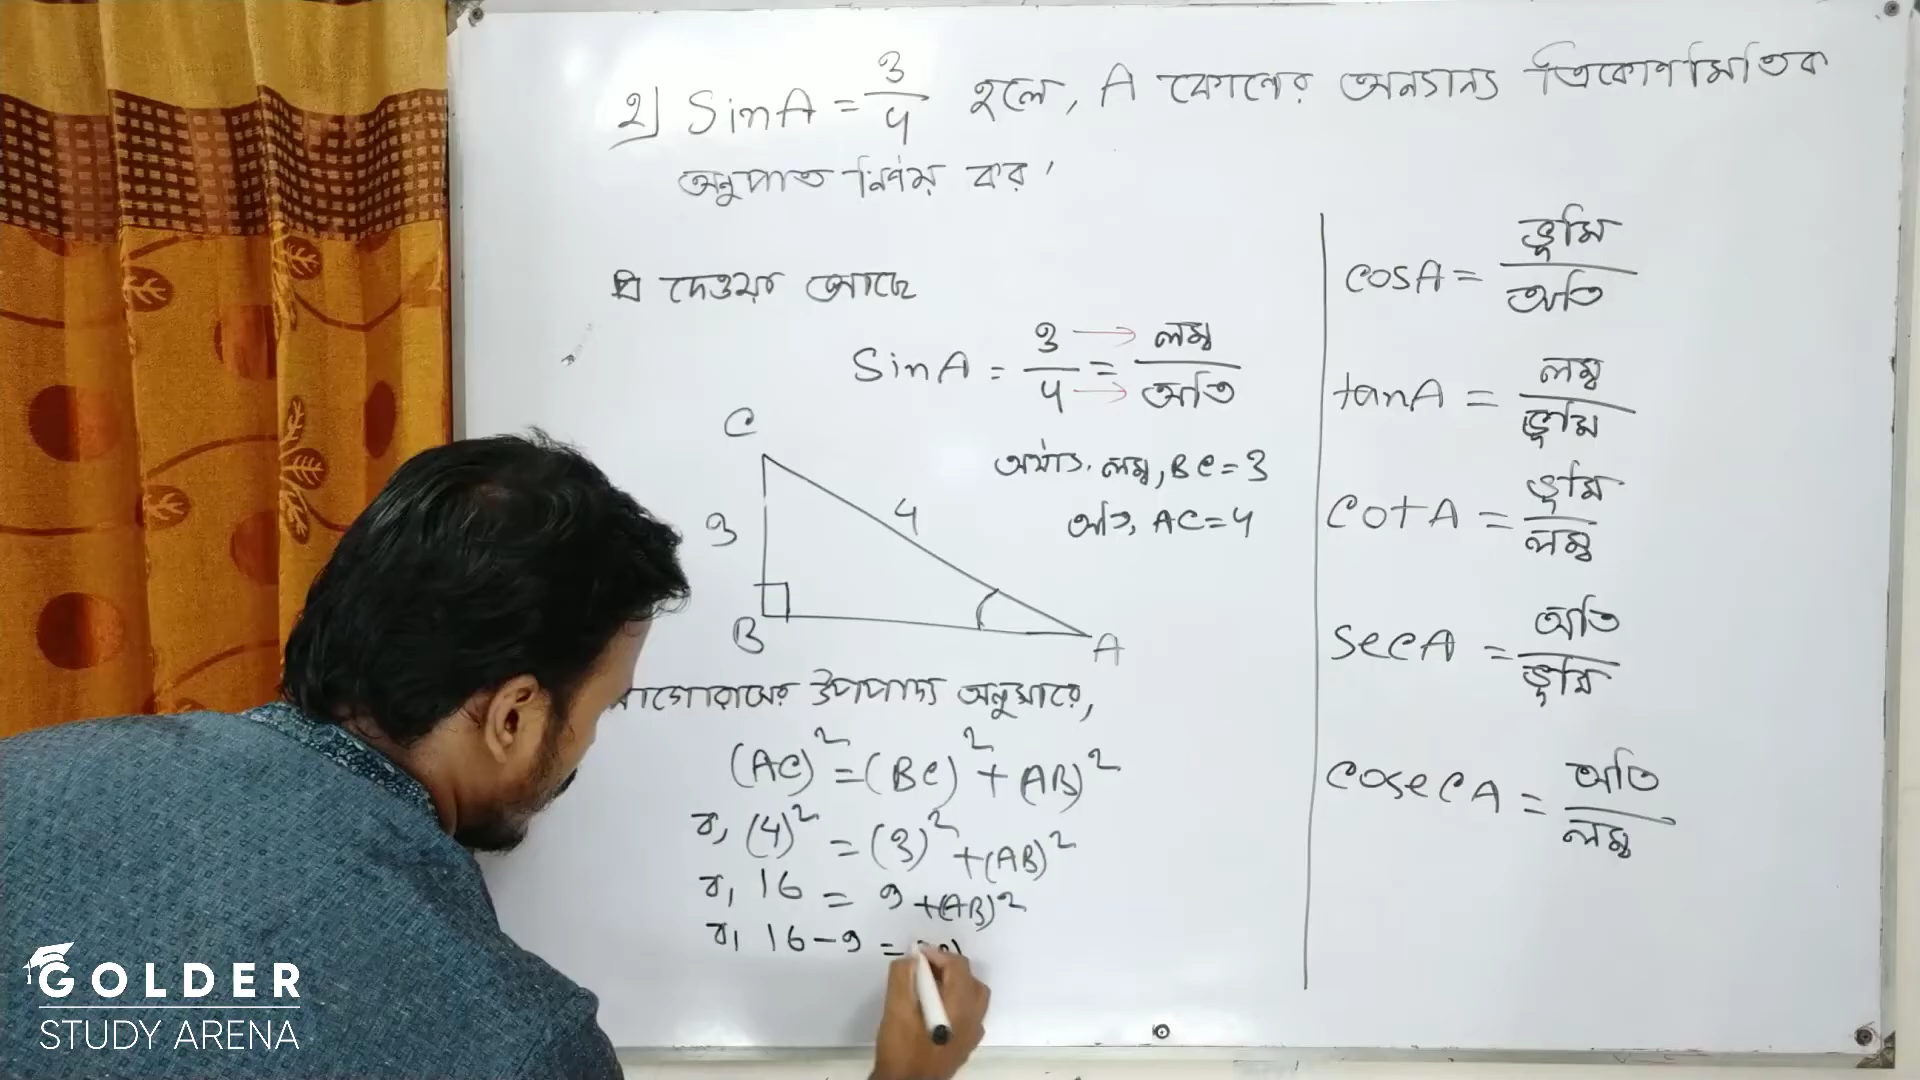 ২) SinA = 3/4 হলে, A কোণের অন্যান্য ত্রিকোণমিতিক
অনুপাত নির্ণয় কর।
দেওয়া আছে
SinA = 3/4 = লম্ব/অতি
অর্থাৎ, লম্ব, BC = 3
অতি, AC = 4
C
3
4
B
A
উপপাদ্য অনুসারে,
(AC)² = (BC)² + AB)²
বা, (4)² = (3)² + (AB)²
বা, 16 = 9 + (AB)²
বা, 16 - 9 =
cosA = ভূমি/অতি
tanA = লম্ব/ভূমি
cotA = ভূমি/লম্ব
secA = অতি/ভূমি
cosecA = অতি/লম্ব
GOLDER
STUDY ARENA